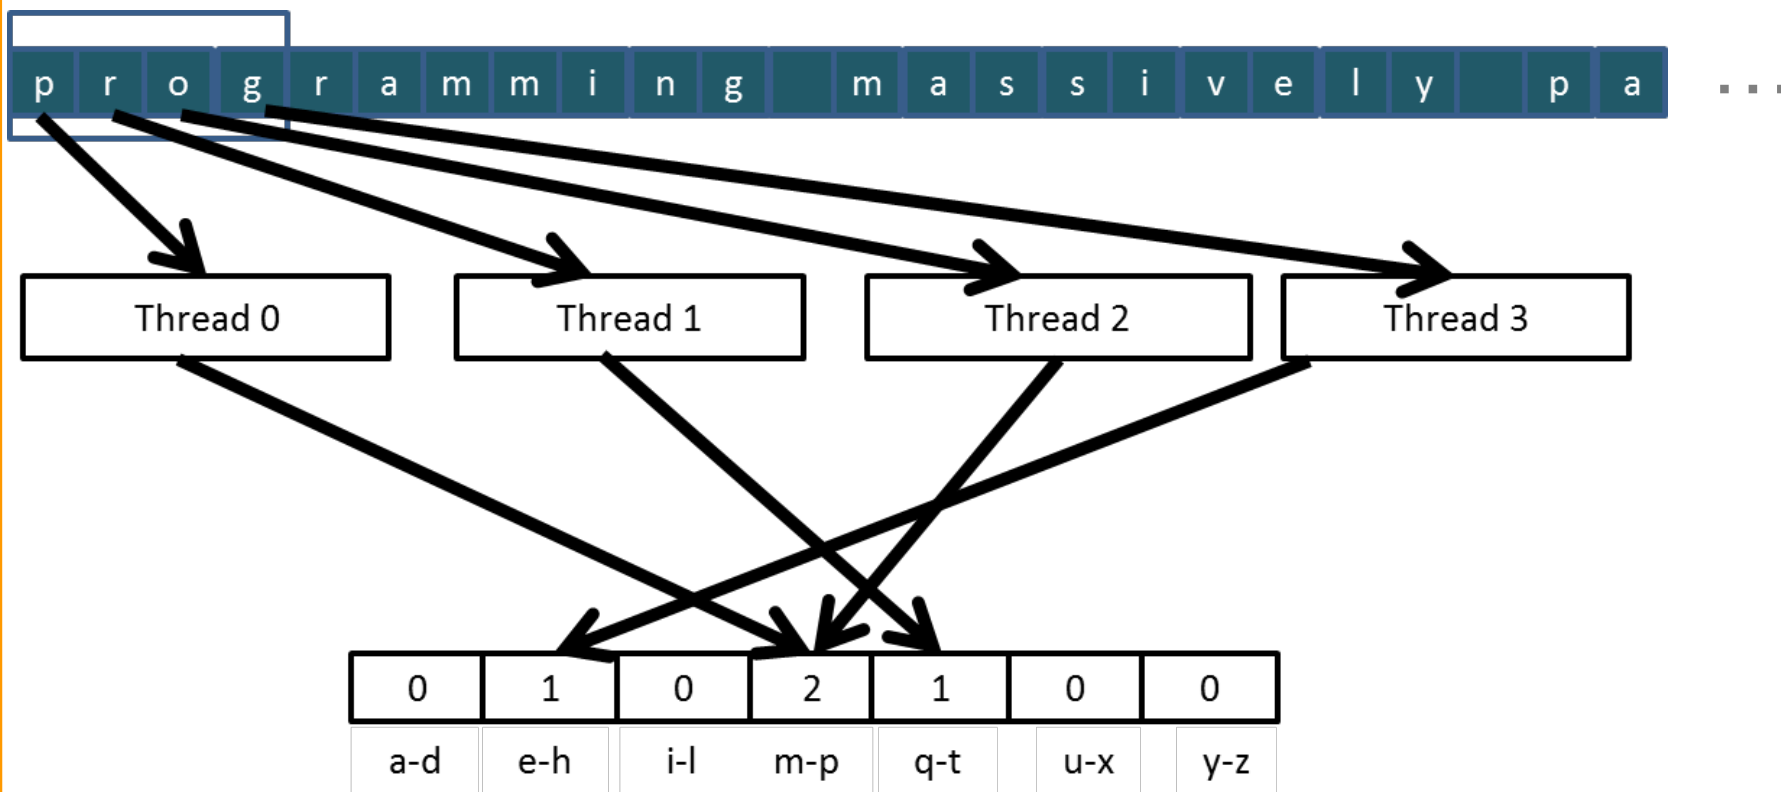 p r o g r a m m i n g   m a s s i v e l y   p a ...
Thread 0 Thread 1 Thread 2 Thread 3
0 1 0 2 1 0 0
a-d e-h i-l m-p q-t u-x y-z